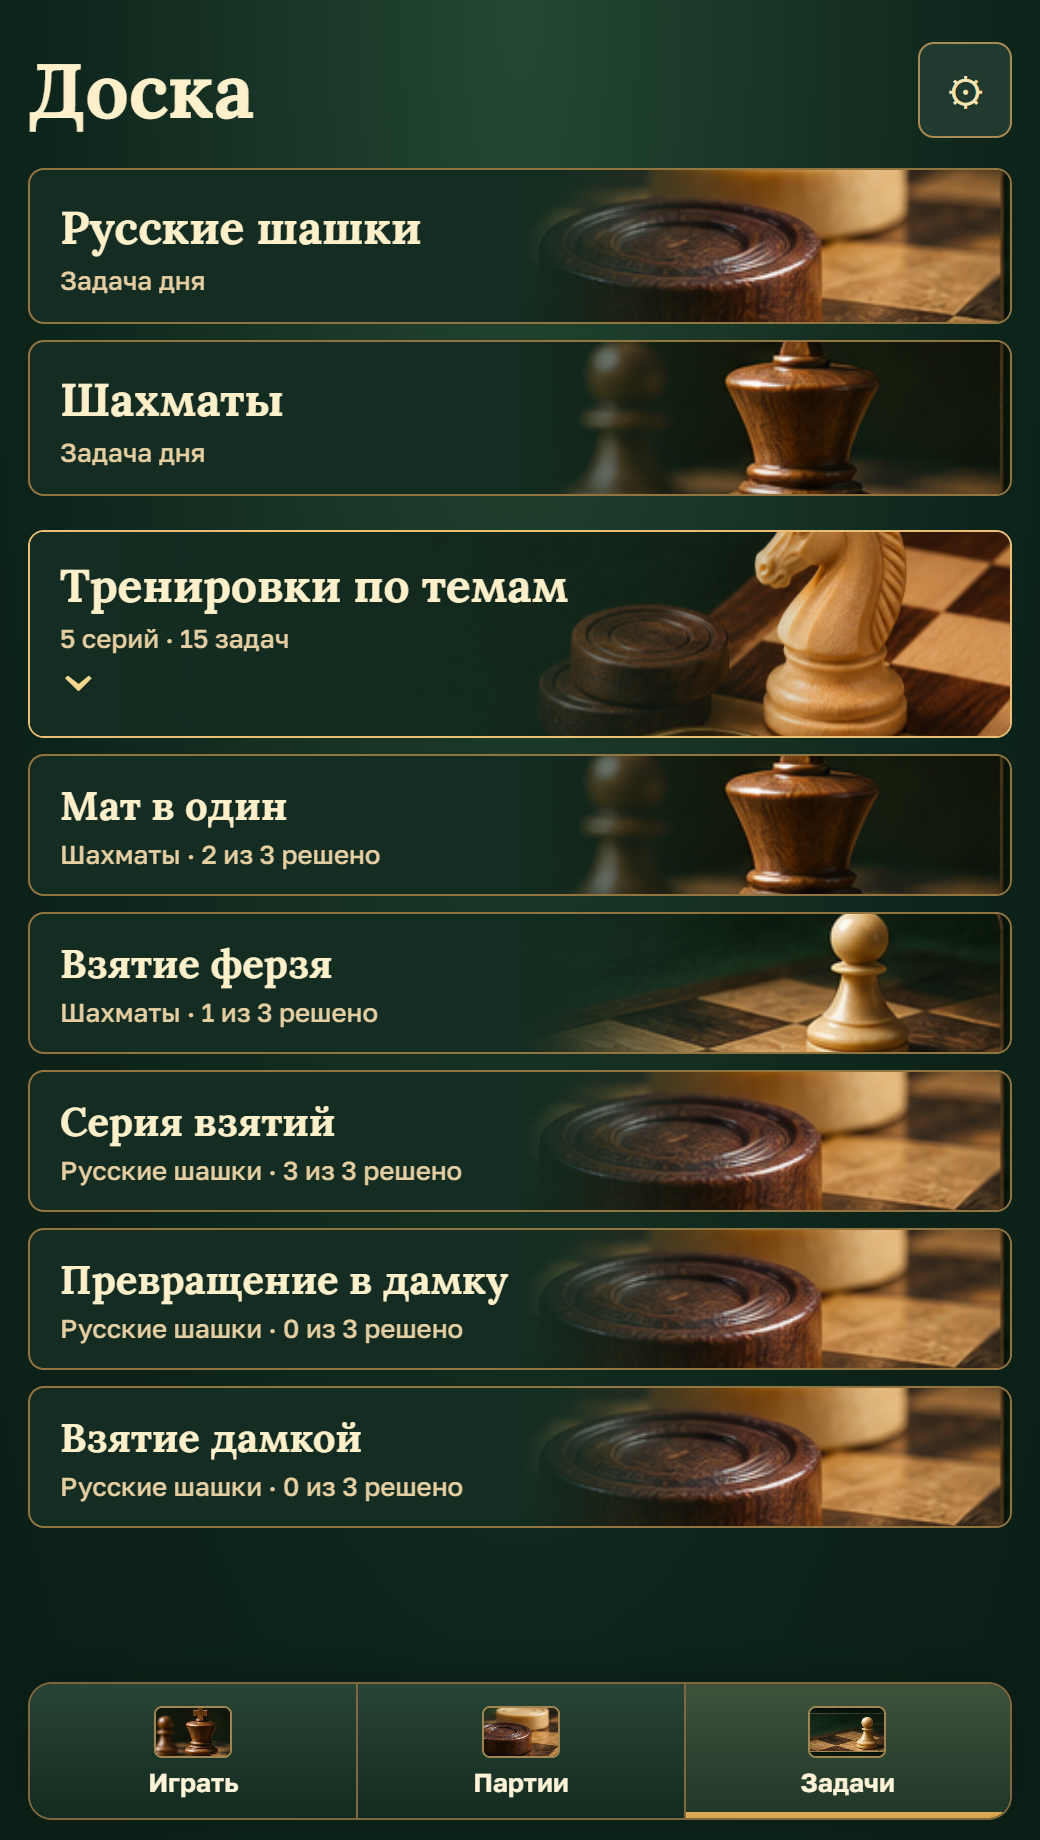 Доска
Русские шашки
Задача дня
Шахматы
Задача дня
Тренировки по темам
5 серий · 15 задач
Мат в один
Шахматы · 2 из 3 решено
Взятие ферзя
Шахматы · 1 из 3 решено
Серия взятий
Русские шашки · 3 из 3 решено
Превращение в дамку
Русские шашки · 0 из 3 решено
Взятие дамкой
Русские шашки · 0 из 3 решено
Играть
Партии
Задачи